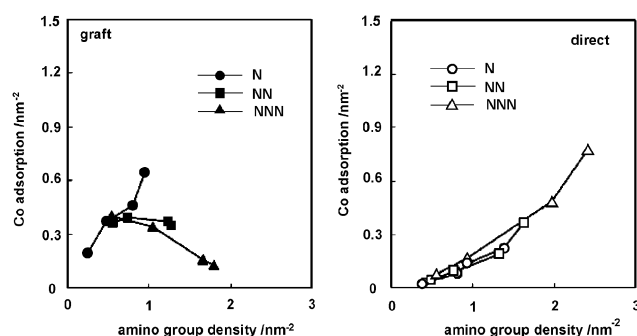 graft
1.5
1.2
0.9
0.6
0.3
0
0
1
2
3
N
NN
NNN
Co adsorption /nm-2
amino group density /nm-2
direct
1.5
1.2
0.9
0.6
0.3
0
0
1
2
3
N
NN
NNN
Co adsorption /nm-2
amino group density /nm-2